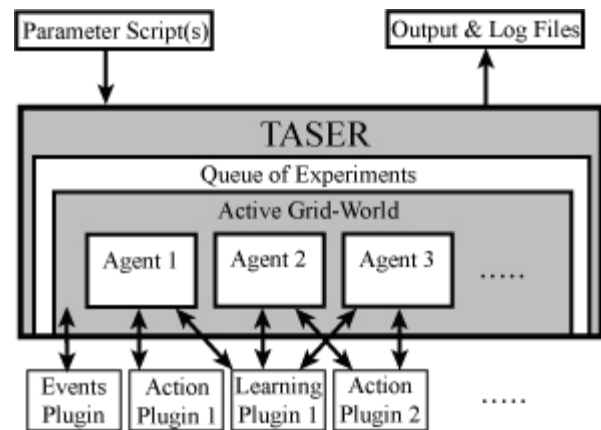 Parameter Script(s)
Output & Log Files
TASER
Queue of Experiments
Active Grid-World
Agent 1
Agent 2
Agent 3
.....
Events
Plugin
Action
Plugin 1
Learning
Plugin 1
Action
Plugin 2
.....